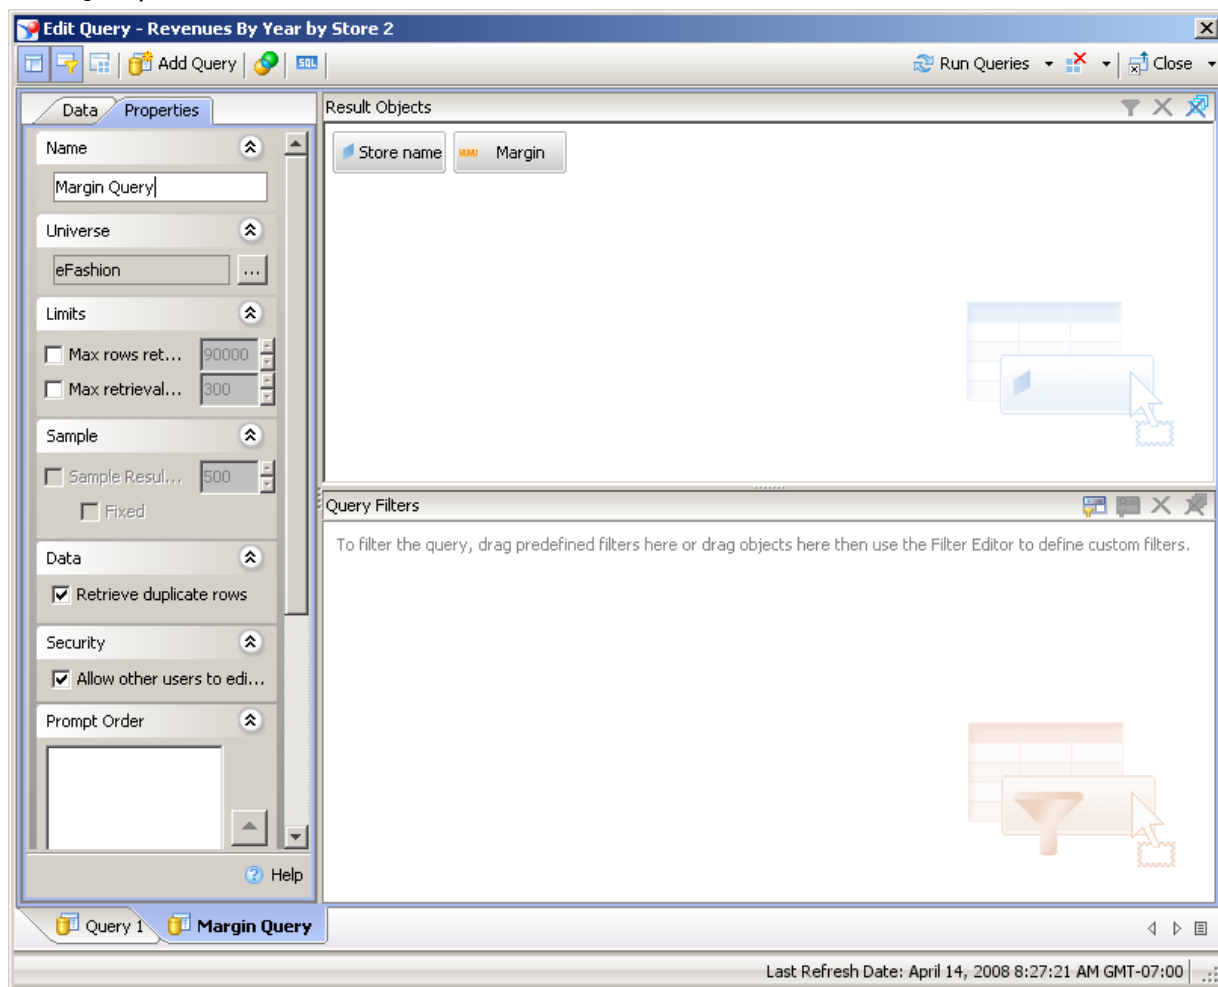 Edit Query - Revenues By Year by Store 2
Add Query SQL Run Queries Close
Data Properties
Result Objects
Name
Store name Margin
Margin Query
Universe
eFashion ...
Limits
Max rows ret... 90000
Max retrieval... 300
Sample
Sample Resul... 500
Fixed
Query Filters
To filter the query, drag predefined filters here or drag objects here then use the Filter Editor to define custom filters.
Data
Retrieve duplicate rows
Security
Allow other users to edi...
Prompt Order
Help
Query 1 Margin Query
Last Refresh Date: April 14, 2008 8:27:21 AM GMT-07:00